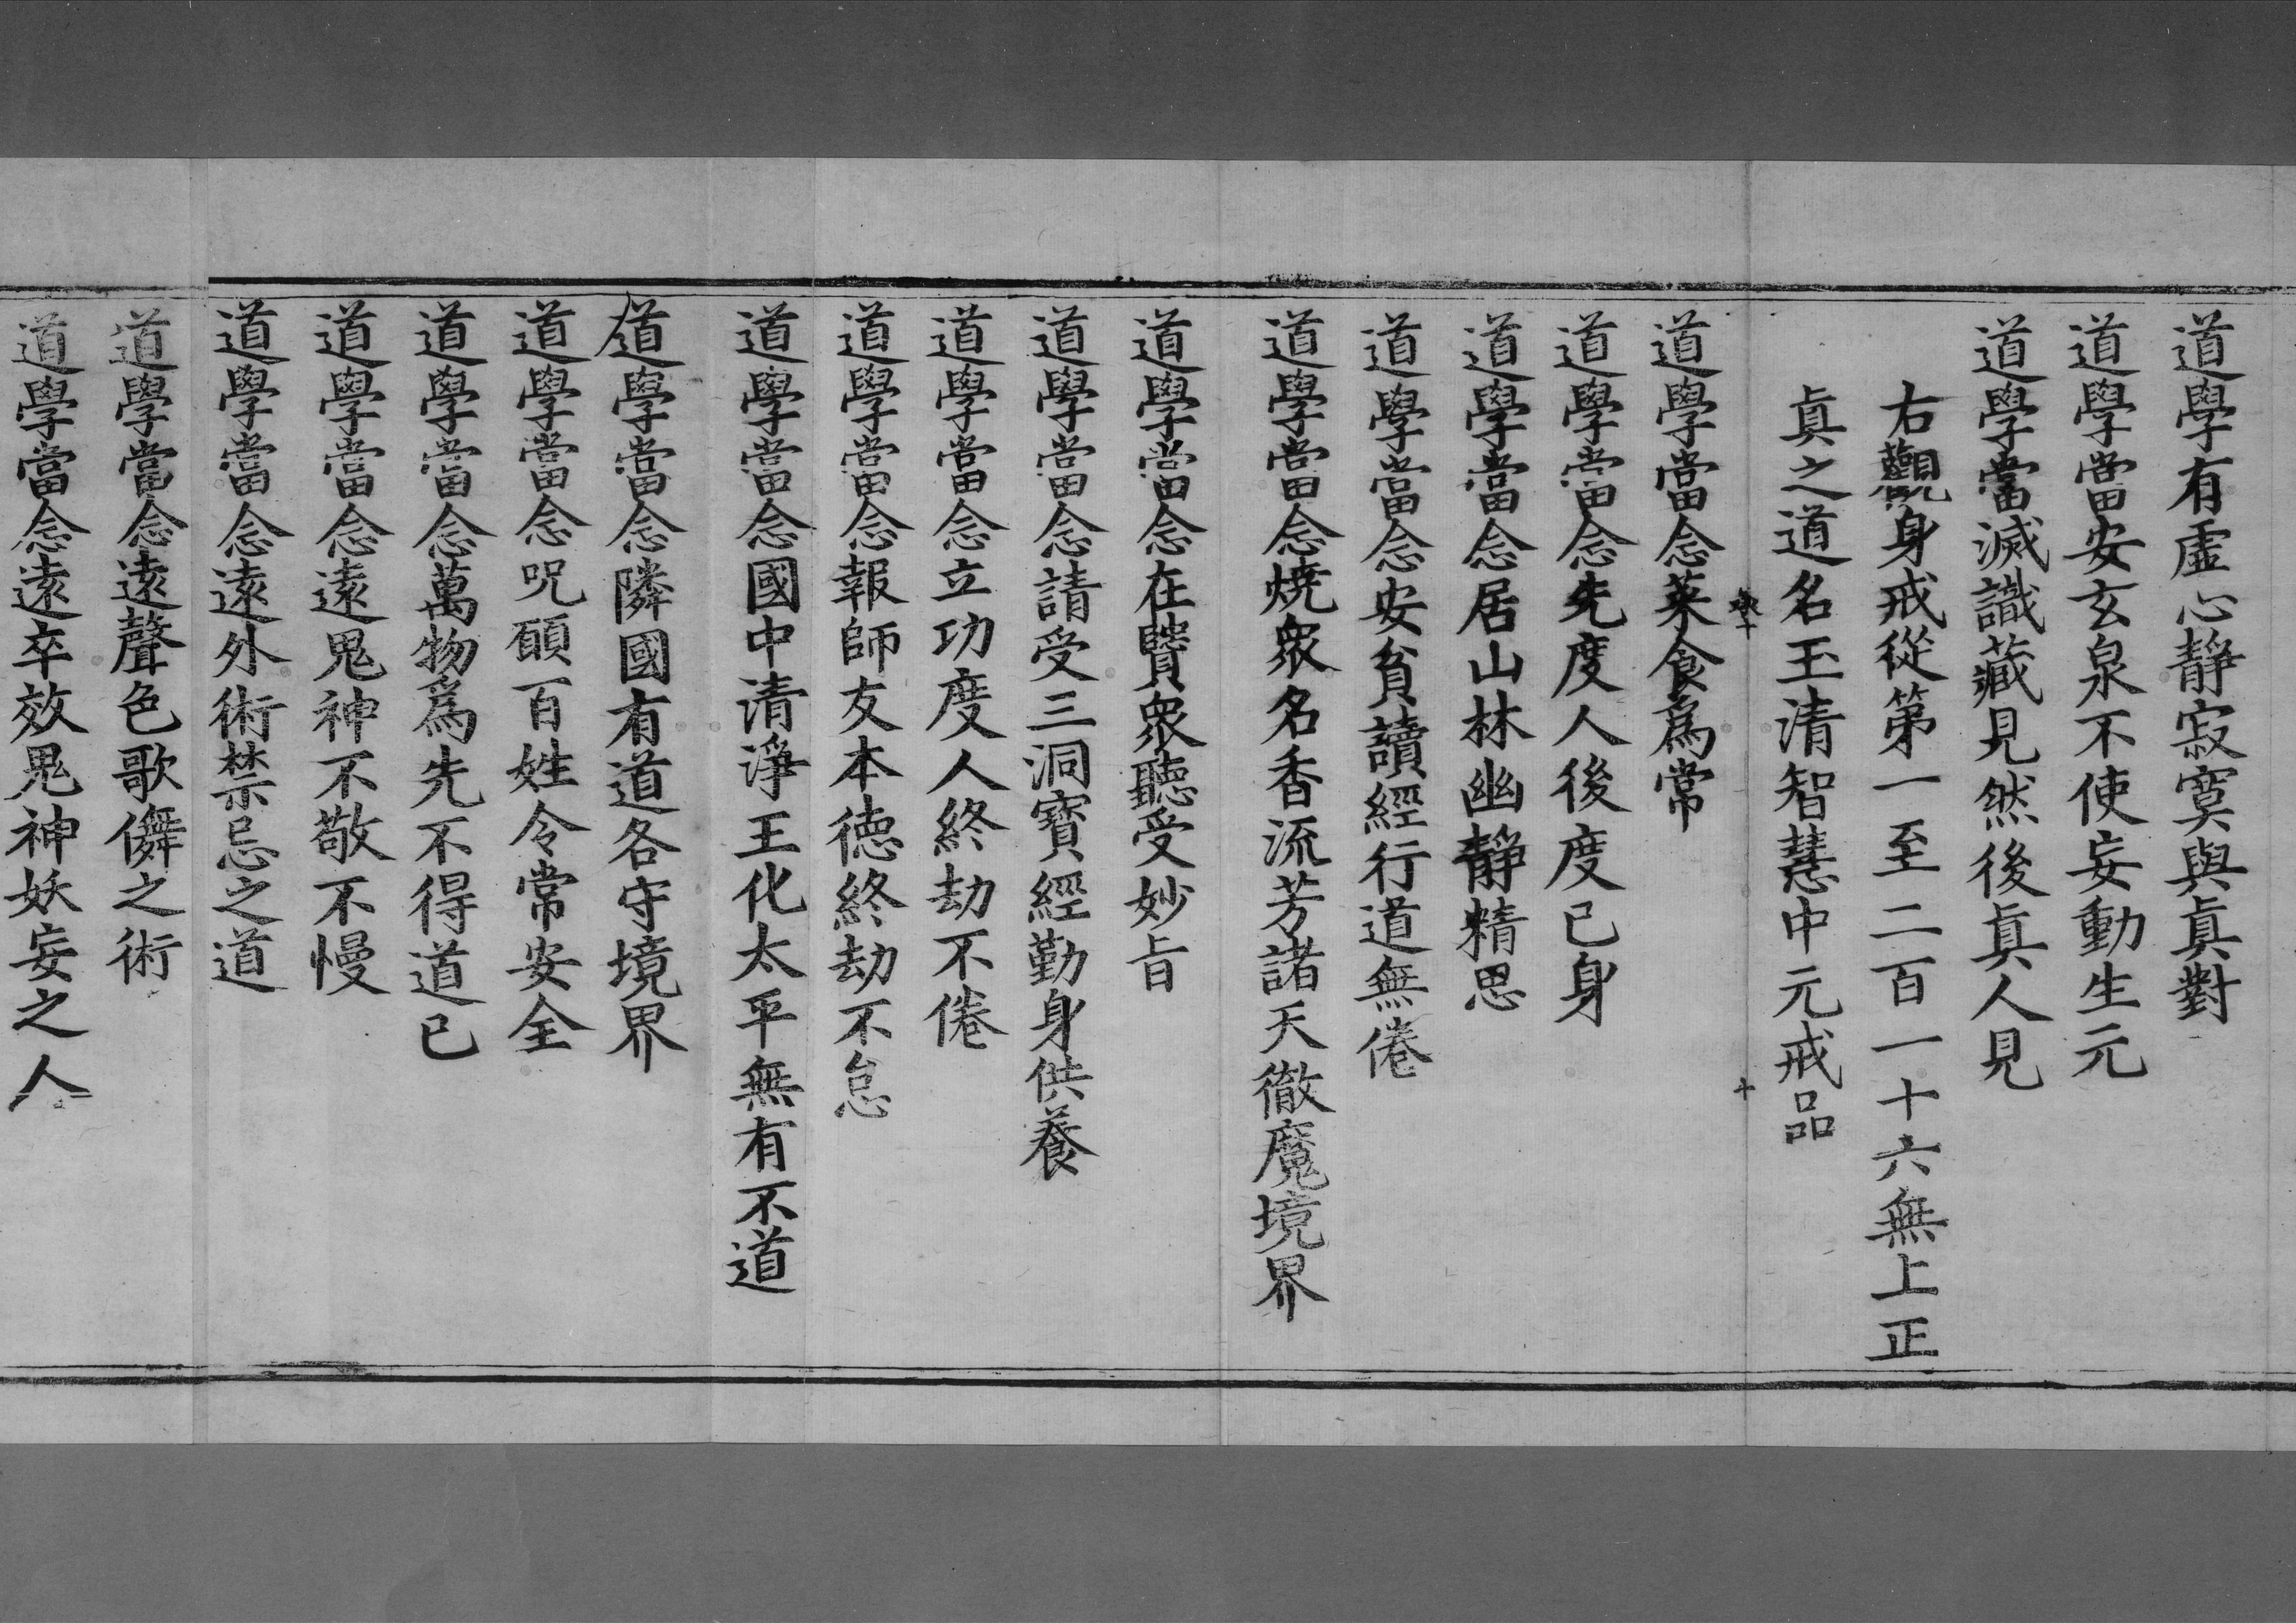 道學有虛心靜寂寞與真對
道學當安玄泉不使妄動生元
道學當滅識藏見然後真人見
右觀身戒從第一至二百一十六無上正
真之道名玉清智慧中元戒品
十
道學當念菜食爲常
道學當念先度人後度己身
道學當念居山林幽靜精思
道學當念安貧讀經行道無倦
道學當念燒衆名香流芳諸天徹魔境界
道學當念在賢衆聽受妙旨
道學當念請受三洞寶經勤身供養
道學當念立功度人終劫不倦
道學當念報師友本德終劫不怠
道學當念國中清淨王化太平無有不道
道學當念隣國有道各守境界
道學當念呪願百姓令常安全
道學當念萬物爲先不得道已
道學當念遠鬼神不敬不慢
道學當念遠外術禁忌之道
道學當念遠聲色歌儛之術
道學當念遠卒效鬼神妖妄之人